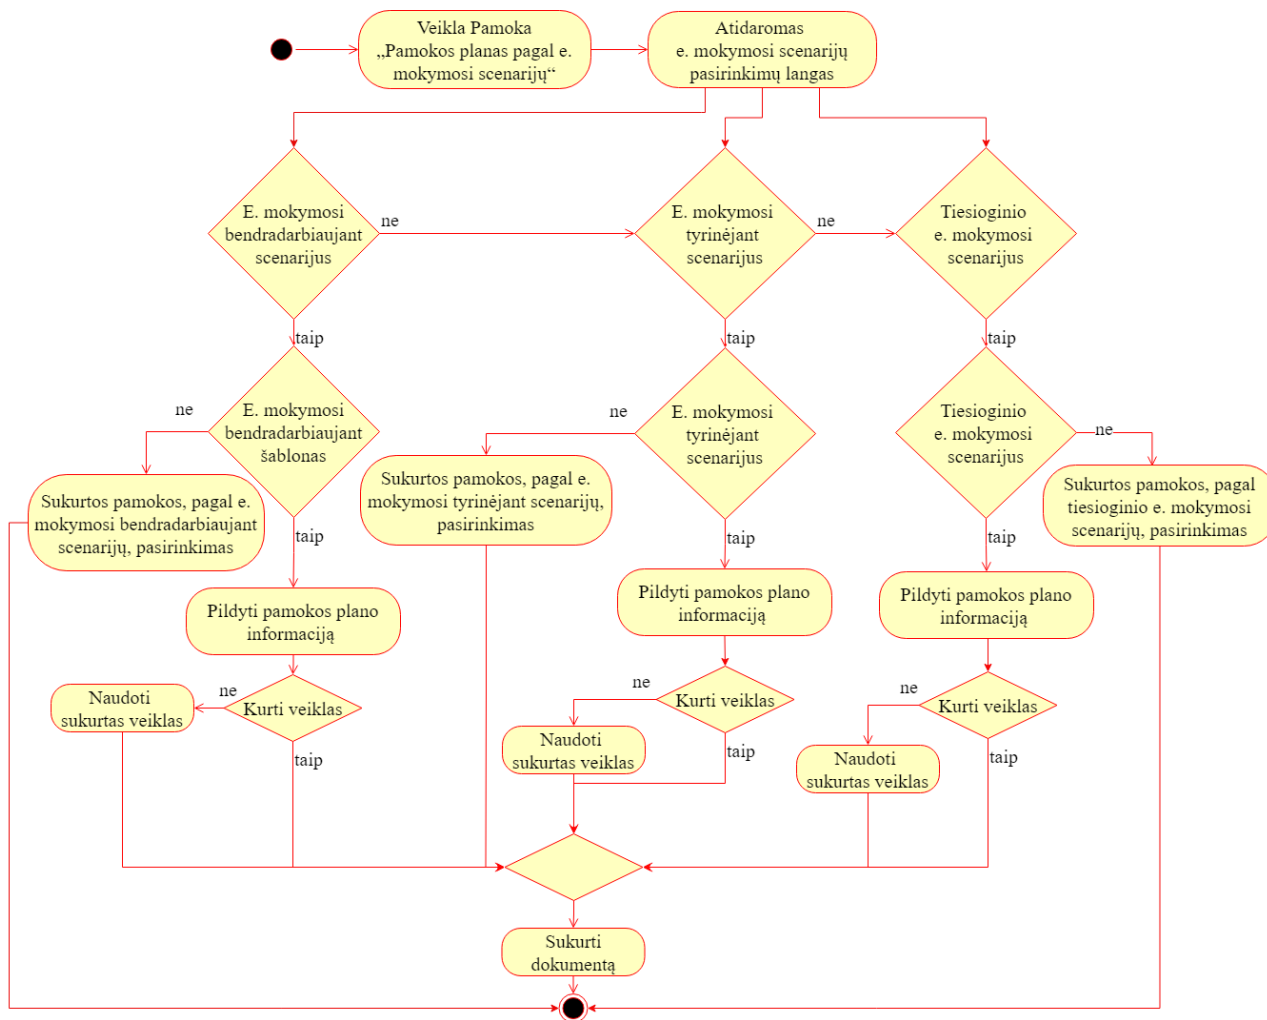 Veikla Pamoka
„Pamokos planas pagal e.
mokymosi scenarijų“
Atidaromas
e. mokymosi scenarijų
pasirinkimų langas
E. mokymosi
bendradarbiaujant
scenarijus
ne
E. mokymosi
tyrinėjant
scenarijus
ne
Tiesioginio
e. mokymosi
scenarijus
taip
taip
taip
ne
E. mokymosi
bendradarbiaujant
šablonas
ne
E. mokymosi
tyrinėjant
scenarijus
Tiesioginio
e. mokymosi
scenarijus
ne
Sukurtos pamokos, pagal e.
mokymosi bendradarbiaujant
scenarijų, pasirinkimas
Sukurtos pamokos, pagal e.
mokymosi tyrinėjant scenarijų,
pasirinkimas
Sukurtos pamokos, pagal
tiesioginio e. mokymosi
scenarijų, pasirinkimas
taip
taip
taip
Pildyti pamokos plano
informaciją
Pildyti pamokos plano
informaciją
Pildyti pamokos plano
informaciją
Naudoti
sukurtas veiklas
ne
Kurti veiklas
ne
Kurti veiklas
ne
Kurti veiklas
taip
Naudoti
sukurtas veiklas
taip
Naudoti
sukurtas veiklas
taip
Sukurti
dokumentą